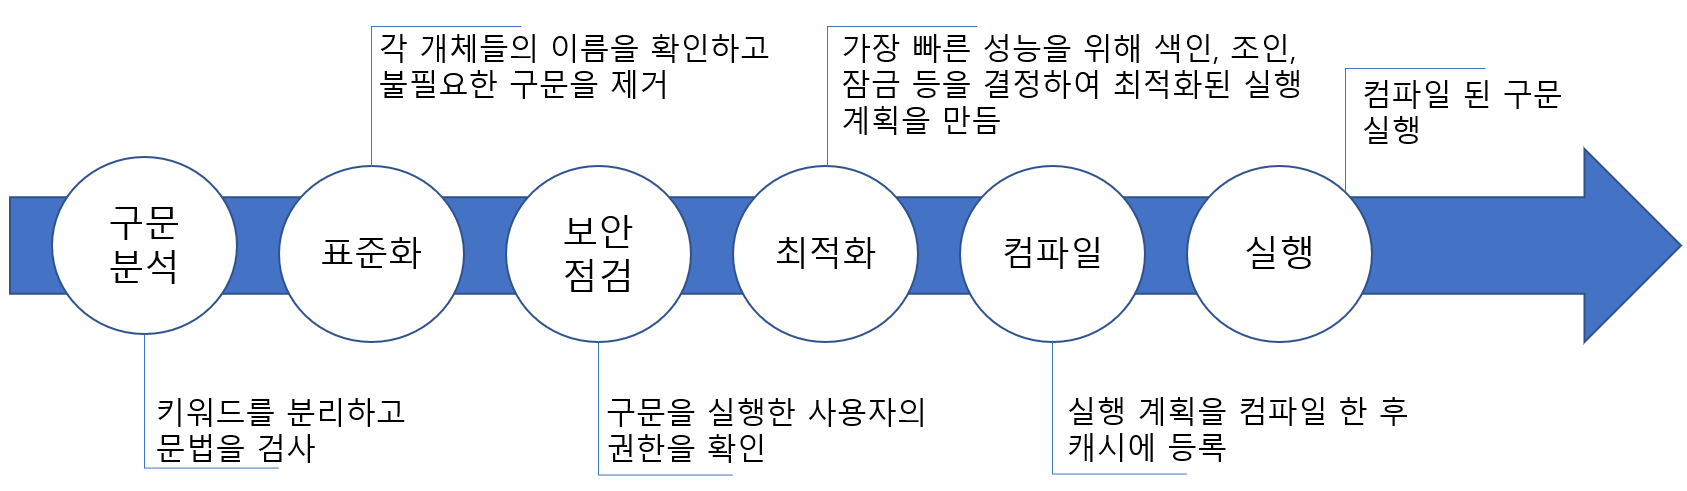 각 개체들의 이름을 확인하고
불필요한 구문을 제거
가장 빠른 성능을 위해 색인, 조인,
잠금 등을 결정하여 최적화된 실행
계획을 만듬
컴파일 된 구문
실행
구문
분석
표준화
보안
점검
최적화
컴파일
실행
키워드를 분리하고
문법을 검사
구문을 실행한 사용자의
권한을 확인
실행 계획을 컴파일 한 후
캐시에 등록